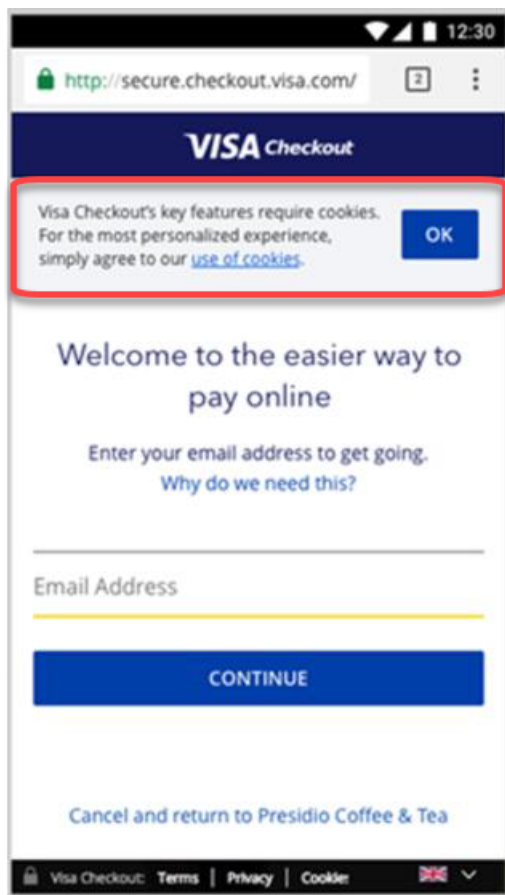 12:30
http://secure.checkout.visa.com/
2
VISA Checkout
Visa Checkout's key features require cookies.
For the most personalized experience,
simply agree to our use of cookies.
OK
Welcome to the easier way to
pay online
Enter your email address to get going.
Why do we need this?
Email Address
CONTINUE
Cancel and return to Presidio Coffee & Tea
Visa Checkout: Terms | Privacy | Cookies